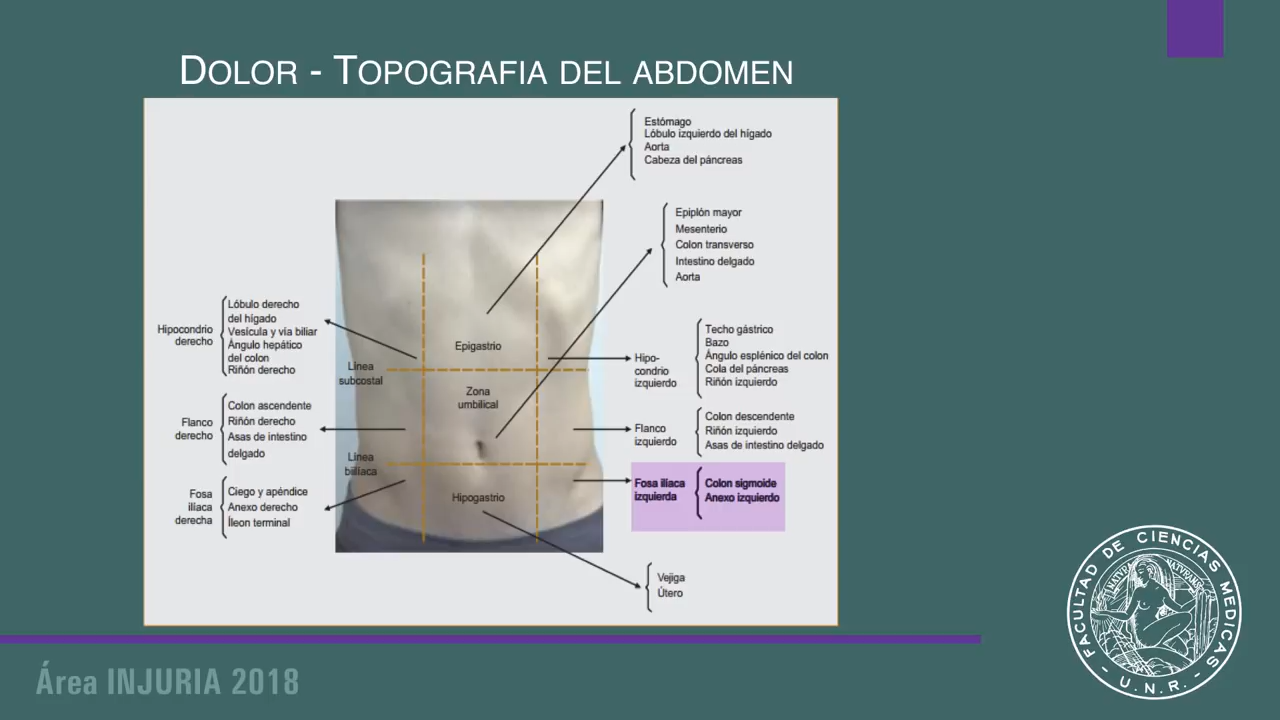 DOLOR - TOPOGRAFIA DEL ABDOMEN
Estómago
Lóbulo izquierdo del hígado
Aorta
Cabeza del páncreas
Epiplón mayor
Mesenterio
Colon transverso
Intestino delgado
Aorta
Hipocondrio
derecho
Lóbulo derecho
del hígado
Vesícula y vía biliar
Ángulo hepático
del colon
Riñón derecho
Epigastrio
Hipo-
condrio
izquierdo
Techo gástrico
Bazo
Ángulo esplénico del colon
Cola del páncreas
Riñón izquierdo
Línea
subcostal
Zona
umbilical
Flanco
derecho
Colon ascendente
Riñón derecho
Asas de intestino
delgado
Flanco
izquierdo
Colon descendente
Riñón izquierdo
Asas de intestino delgado
Línea
biilíaca
Fosa
ilíaca
derecha
Ciego y apéndice
Anexo derecho
Íleon terminal
Hipogastrio
Fosa ilíaca
izquierda
Colon sigmoide
Anexo izquierdo
Vejiga
Útero
Área INJURIA 2018
FACULTAD DE CIENCIAS MEDICAS
- U.N.R. -